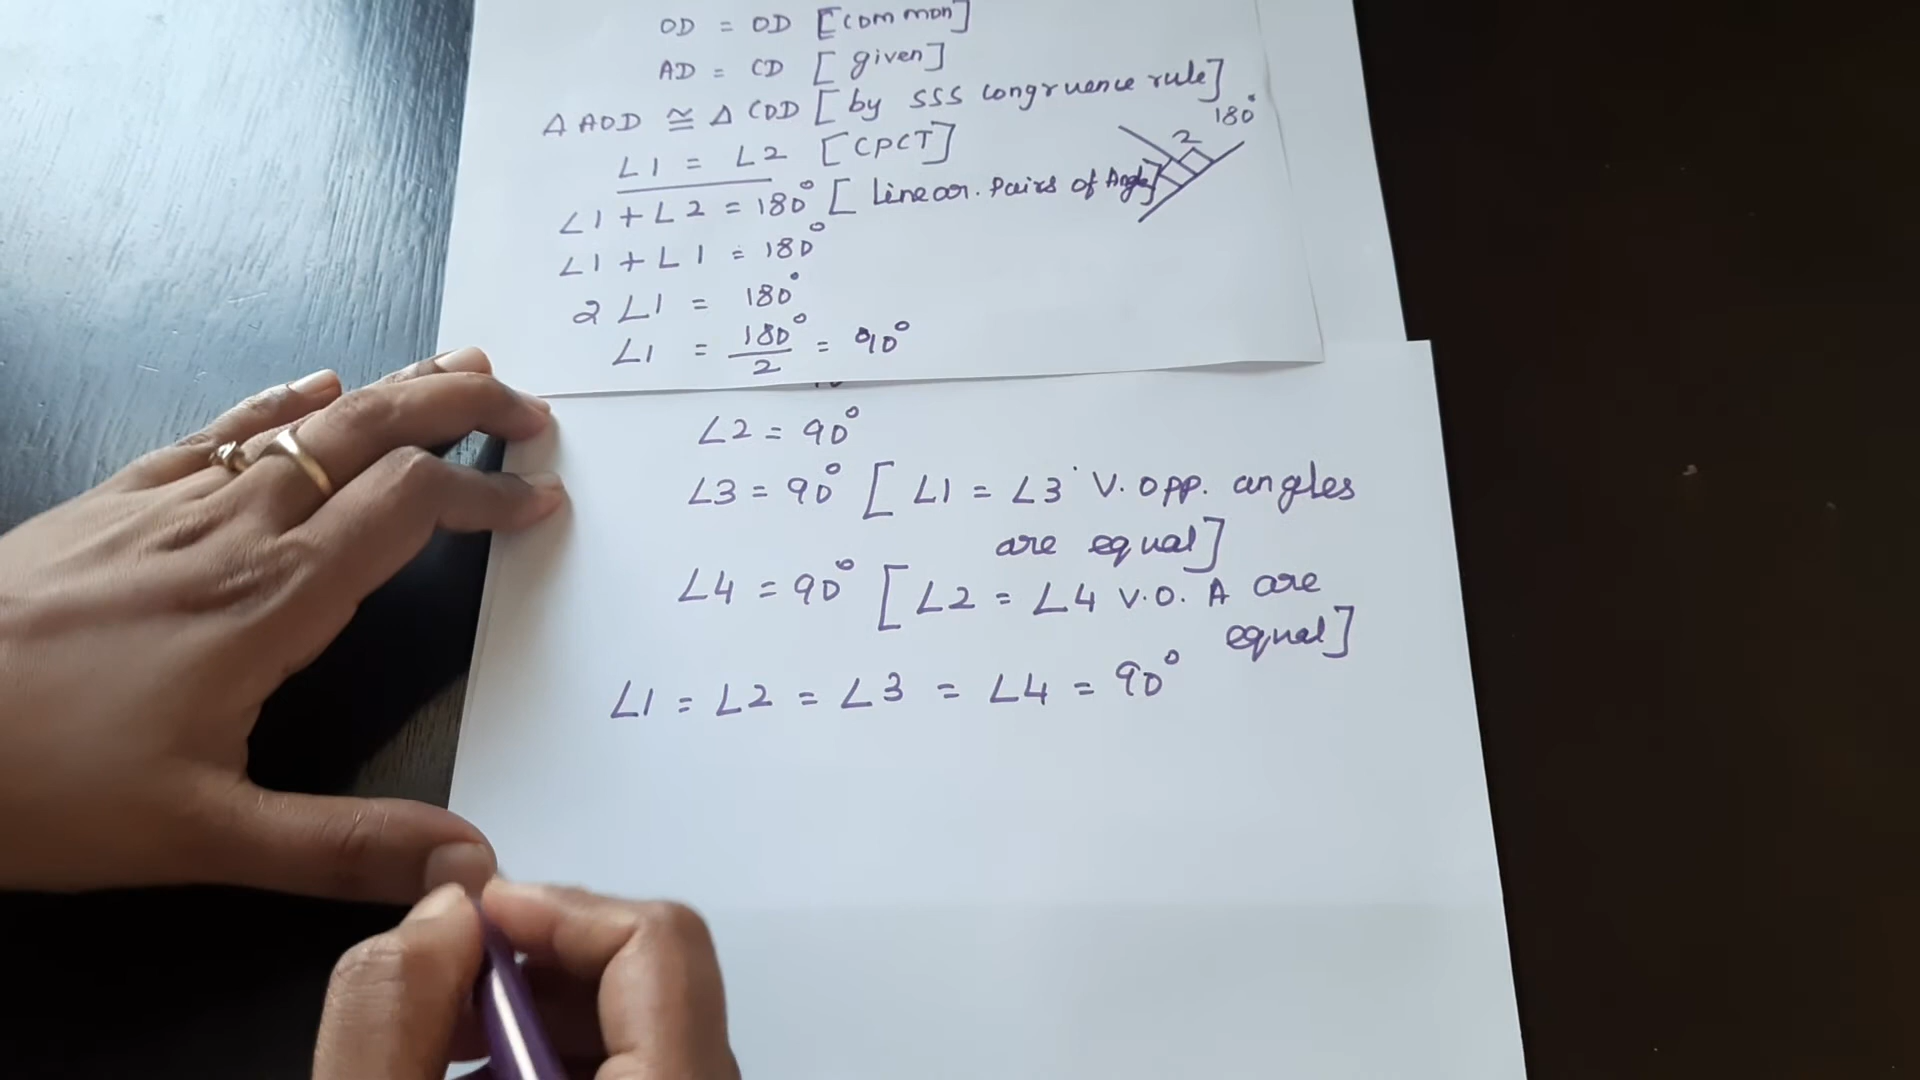 OD = OD [common]
AD = CD [given]
Δ AOD ≅ Δ COD [by SSS congruence rule]
∠1 = ∠2 [CPCT]
180°
2
∠1 + ∠2 = 180° [Linear. Pairs of Angle]
∠1 + ∠1 = 180°
2 ∠1 = 180°
∠1 = 180°/2 = 90°
∠2 = 90°
∠3 = 90° [∠1 = ∠3 V. opp. angles
are equal]
∠4 = 90° [∠2 = ∠4 V.O. A are
equal]
∠1 = ∠2 = ∠3 = ∠4 = 90°